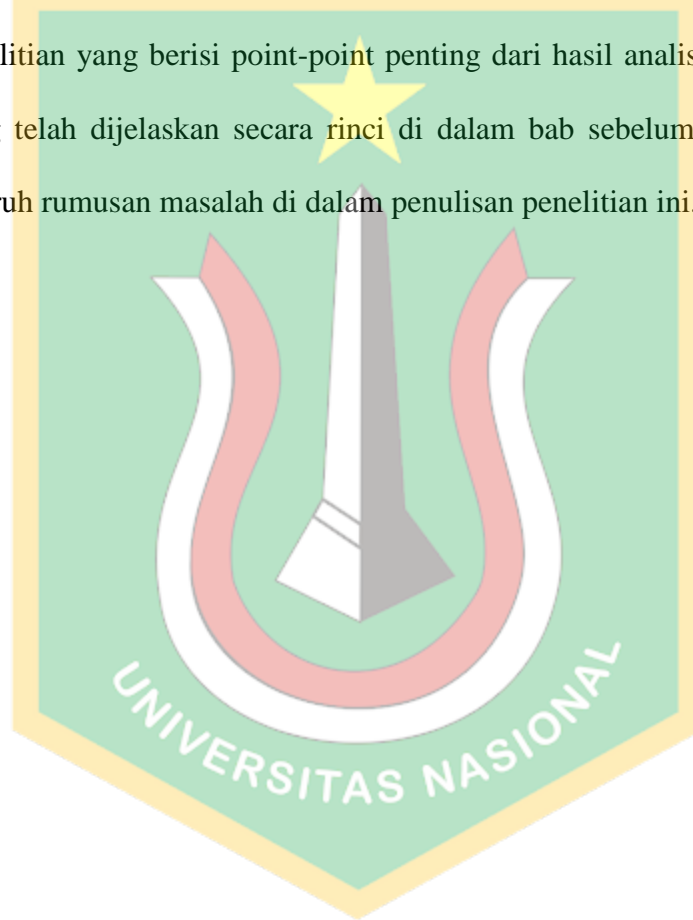 litian yang berisi point-point penting dari hasil analis
telah dijelaskan secara rinci di dalam bab sebelum
ruh rumusan masalah di dalam penulisan penelitian ini.
UNIVERSITAS NASIONAL